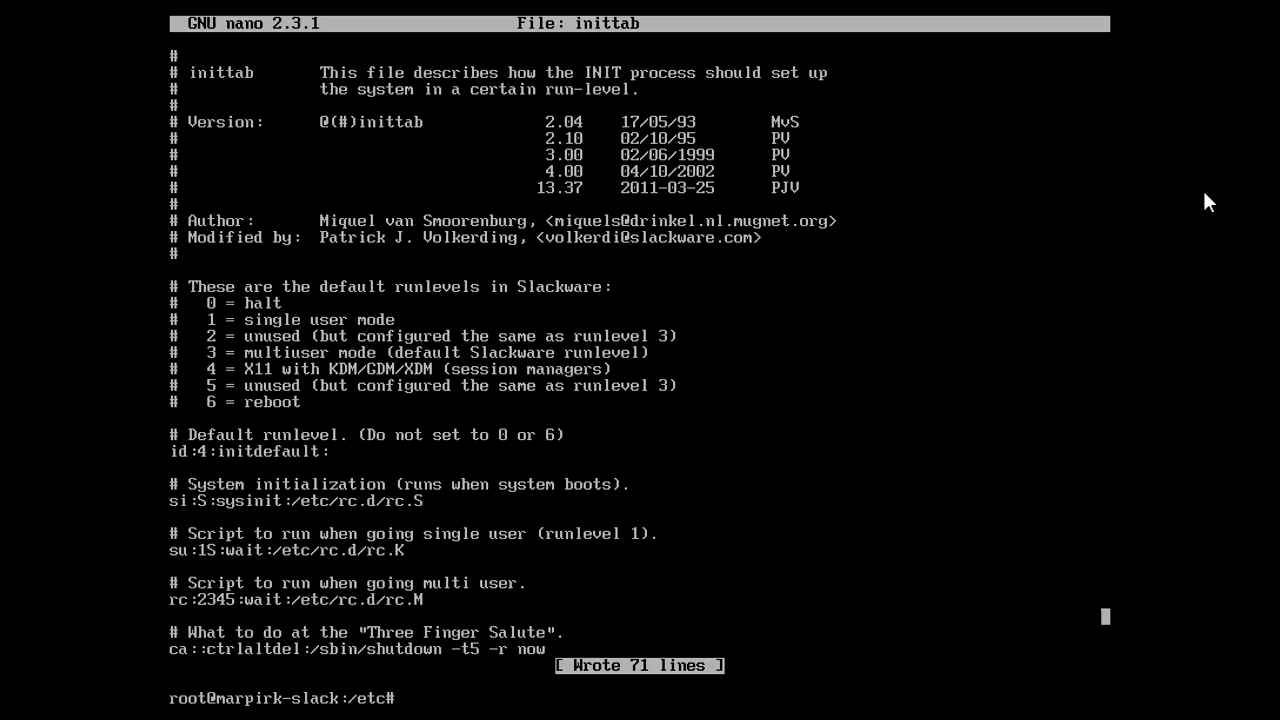 GNU nano 2.3.1                     File: inittab
#
# inittab       This file describes how the INIT process should set up
#               the system in a certain run-level.
#
# Version:      @(#)inittab             2.04    17/05/93        MvS
#                                       2.10    02/10/95        PV
#                                       3.00    02/06/1999      PV
#                                       4.00    04/10/2002      PV
#                                      13.37    2011-03-25      PJV
#
# Author:       Miquel van Smoorenburg, <miquels@drinkel.nl.mugnet.org>
# Modified by:  Patrick J. Volkerding, <volkerdi@slackware.com>
#
# These are the default runlevels in Slackware:
#   0 = halt
#   1 = single user mode
#   2 = unused (but configured the same as runlevel 3)
#   3 = multiuser mode (default Slackware runlevel)
#   4 = X11 with KDM/GDM/XDM (session managers)
#   5 = unused (but configured the same as runlevel 3)
#   6 = reboot
# Default runlevel. (Do not set to 0 or 6)
id:4:initdefault:
# System initialization (runs when system boots).
si:S:sysinit:/etc/rc.d/rc.S
# Script to run when going single user (runlevel 1).
su:1S:wait:/etc/rc.d/rc.K
# Script to run when going multi user.
rc:2345:wait:/etc/rc.d/rc.M
# What to do at the "Three Finger Salute".
ca::ctrlaltdel:/sbin/shutdown -t5 -r now
[ Wrote 71 lines ]
root@marpirk-slack:/etc#